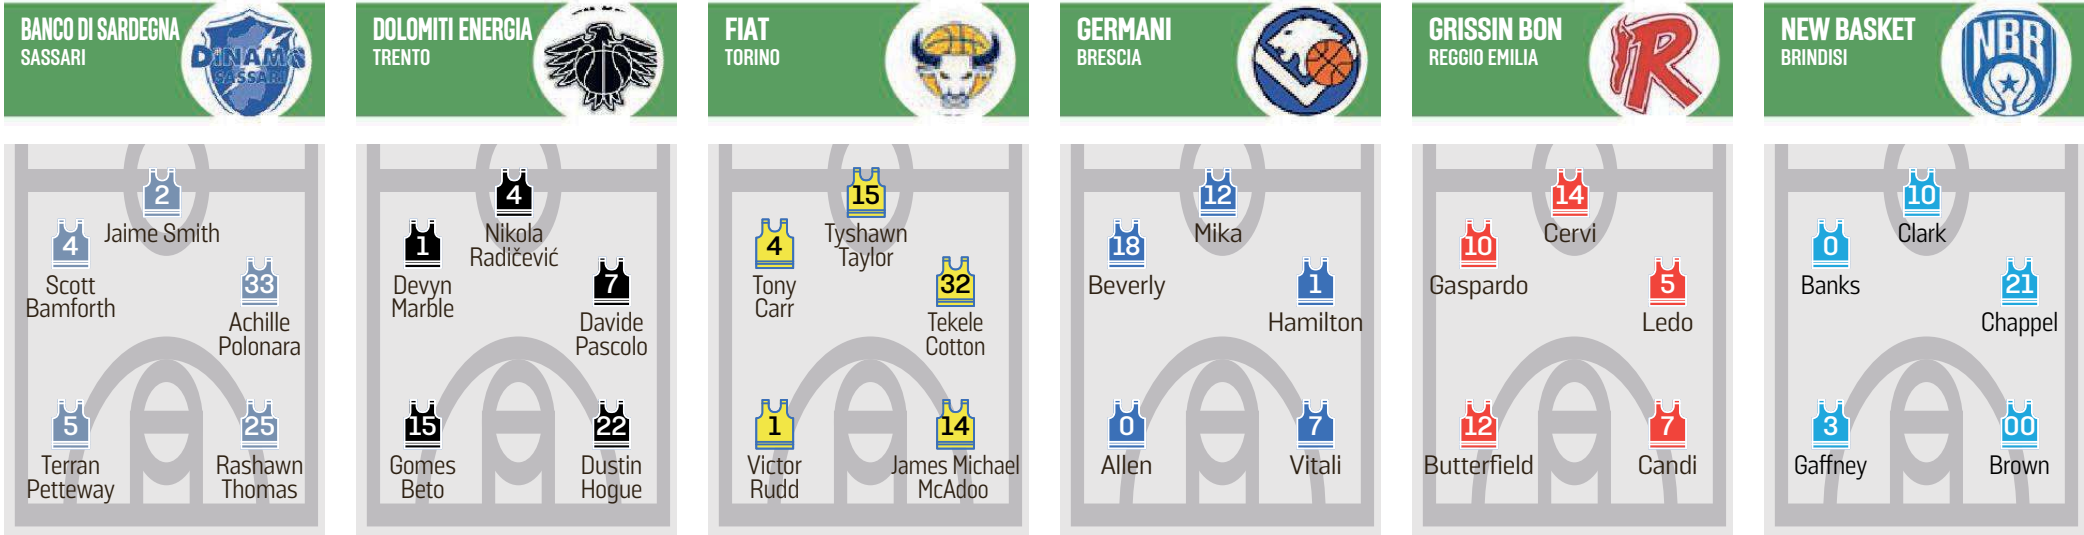 BANCO DI SARDEGNA
SASSARI
DINAMO
SASSARI
2
Jaime Smith
4
Scott
Bamforth
33
Achille
Polonara
5
Terran
Petteway
25
Rashawn
Thomas
DOLOMITI ENERGIA
TRENTO
4
Nikola
Radičević
1
Devyn
Marble
7
Davide
Pascolo
15
Gomes
Beto
22
Dustin
Hogue
FIAT
TORINO
15
Tyshawn
Taylor
4
Tony
Carr
32
Tekele
Cotton
1
Victor
Rudd
14
James Michael
McAdoo
GERMANI
BRESCIA
12
Mika
18
Beverly
1
Hamilton
0
Allen
7
Vitali
GRISSIN BON
REGGIO EMILIA
R
14
Cervi
10
Gaspardo
5
Ledo
12
Butterfield
7
Candi
NEW BASKET
BRINDISI
NBB
10
Clark
0
Banks
21
Chappel
3
Gaffney
00
Brown